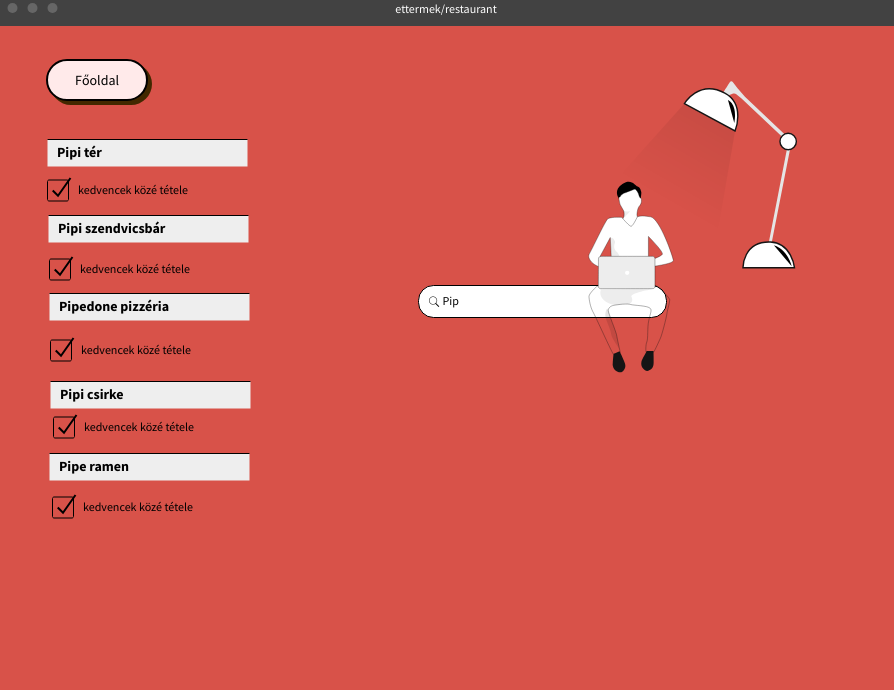 ettermek/restaurant
Főoldal
Pipi tér
kedvencek közé tétele
Pipi szendvicsbár
kedvencek közé tétele
Pipedone pizzéria
kedvencek közé tétele
Pipi csirke
kedvencek közé tétele
Pipe ramen
kedvencek közé tétele
Pip